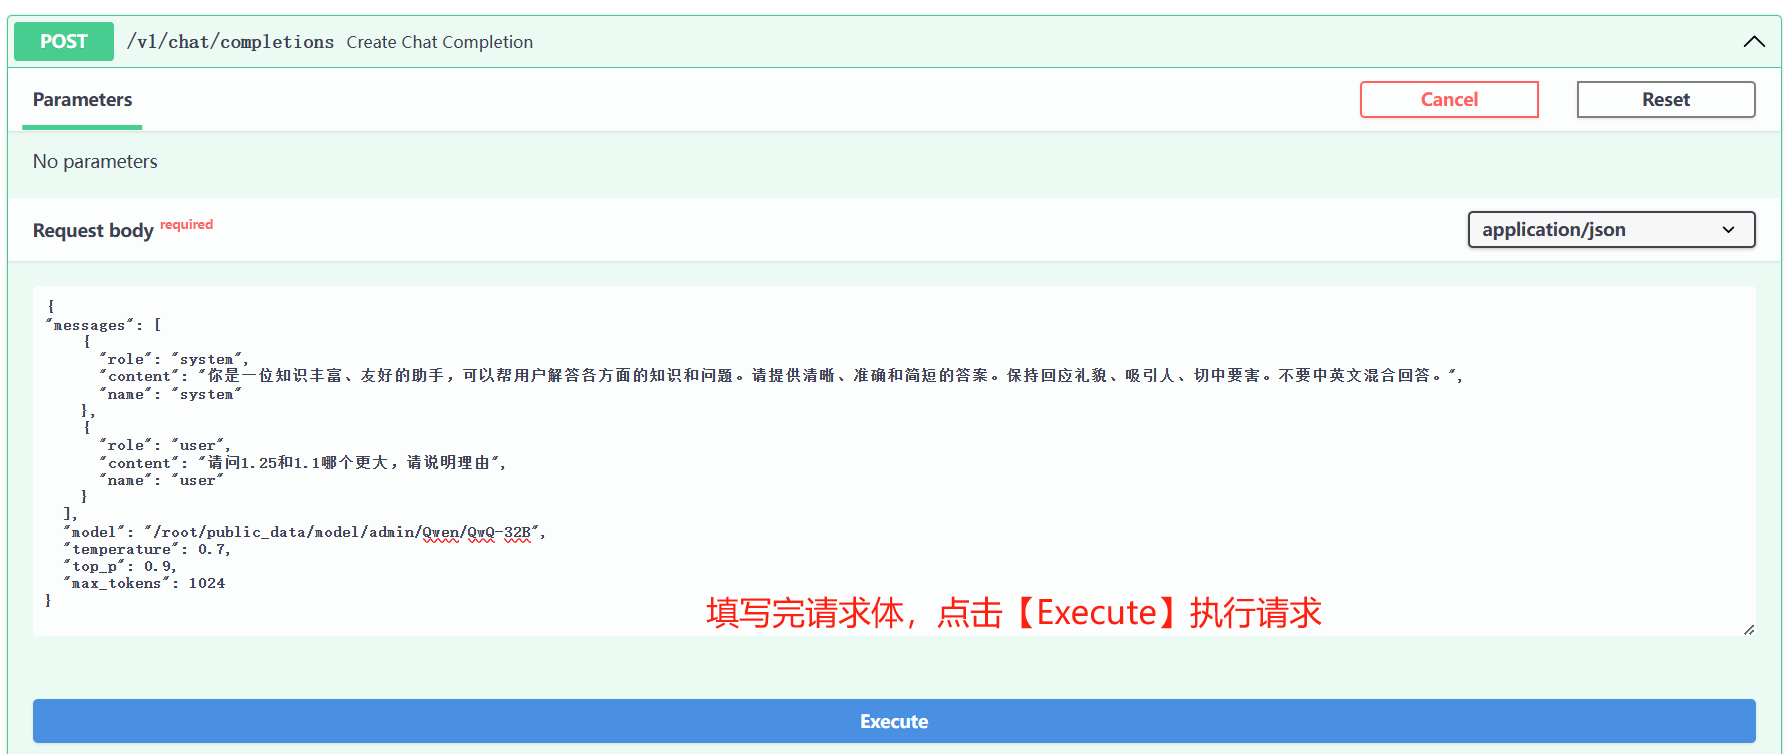 POST /v1/chat/completions Create Chat Completion
Parameters Cancel Reset
No parameters
Request body required application/json
{
"messages": [
{
"role": "system",
"content": "你是一位知识丰富、友好的助手，可以帮用户解答各方面的知识和问题。请提供清晰、准确和简短的答案。保持回应礼貌、吸引人、切中要害。不要中英文混合回答。",
"name": "system"
},
{
"role": "user",
"content": "请问1.25和1.1哪个更大，请说明理由",
"name": "user"
}
],
"model": "/root/public_data/model/admin/Qwen/QwQ-32B",
"temperature": 0.7,
"top_p": 0.9,
"max_tokens": 1024
}
填写完请求体，点击【Execute】执行请求
Execute